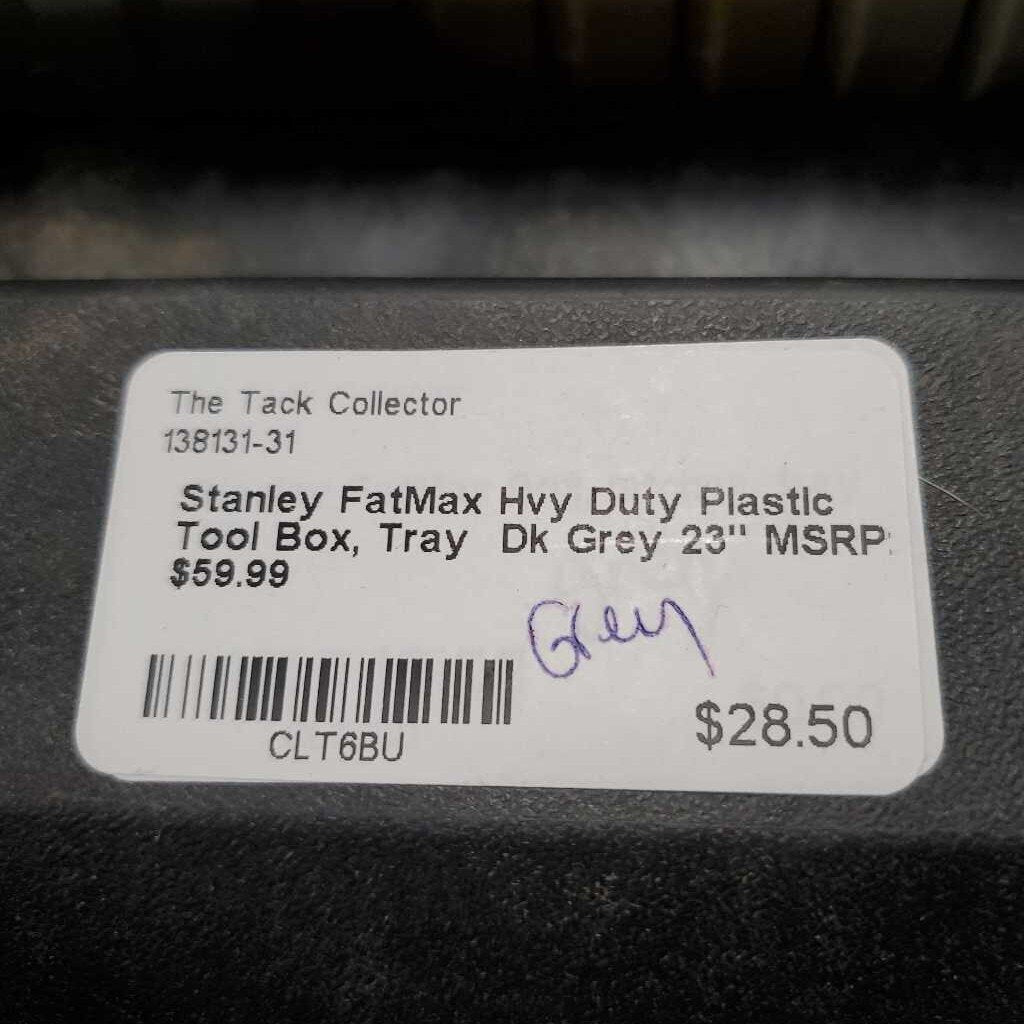 The Tack Collector
138131-31
Stanley FatMax Hvy Duty Plastic
Tool Box, Tray Dk Grey 23" MSRP:
$59.99
Grey
CLT6BU
$28.50